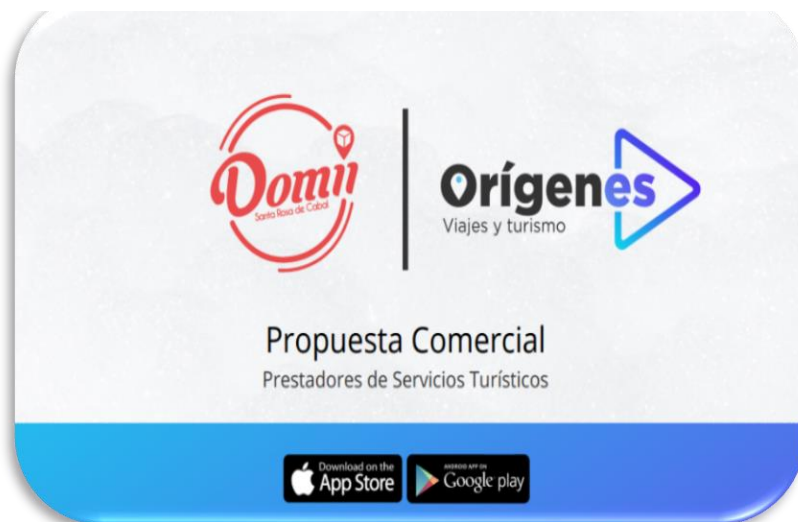 Domii
Santa Rosa de Cabal
Orígenes
Viajes y turismo
Propuesta Comercial
Prestadores de Servicios Turísticos
Download on the
App Store
ANDROID APP ON
Google play